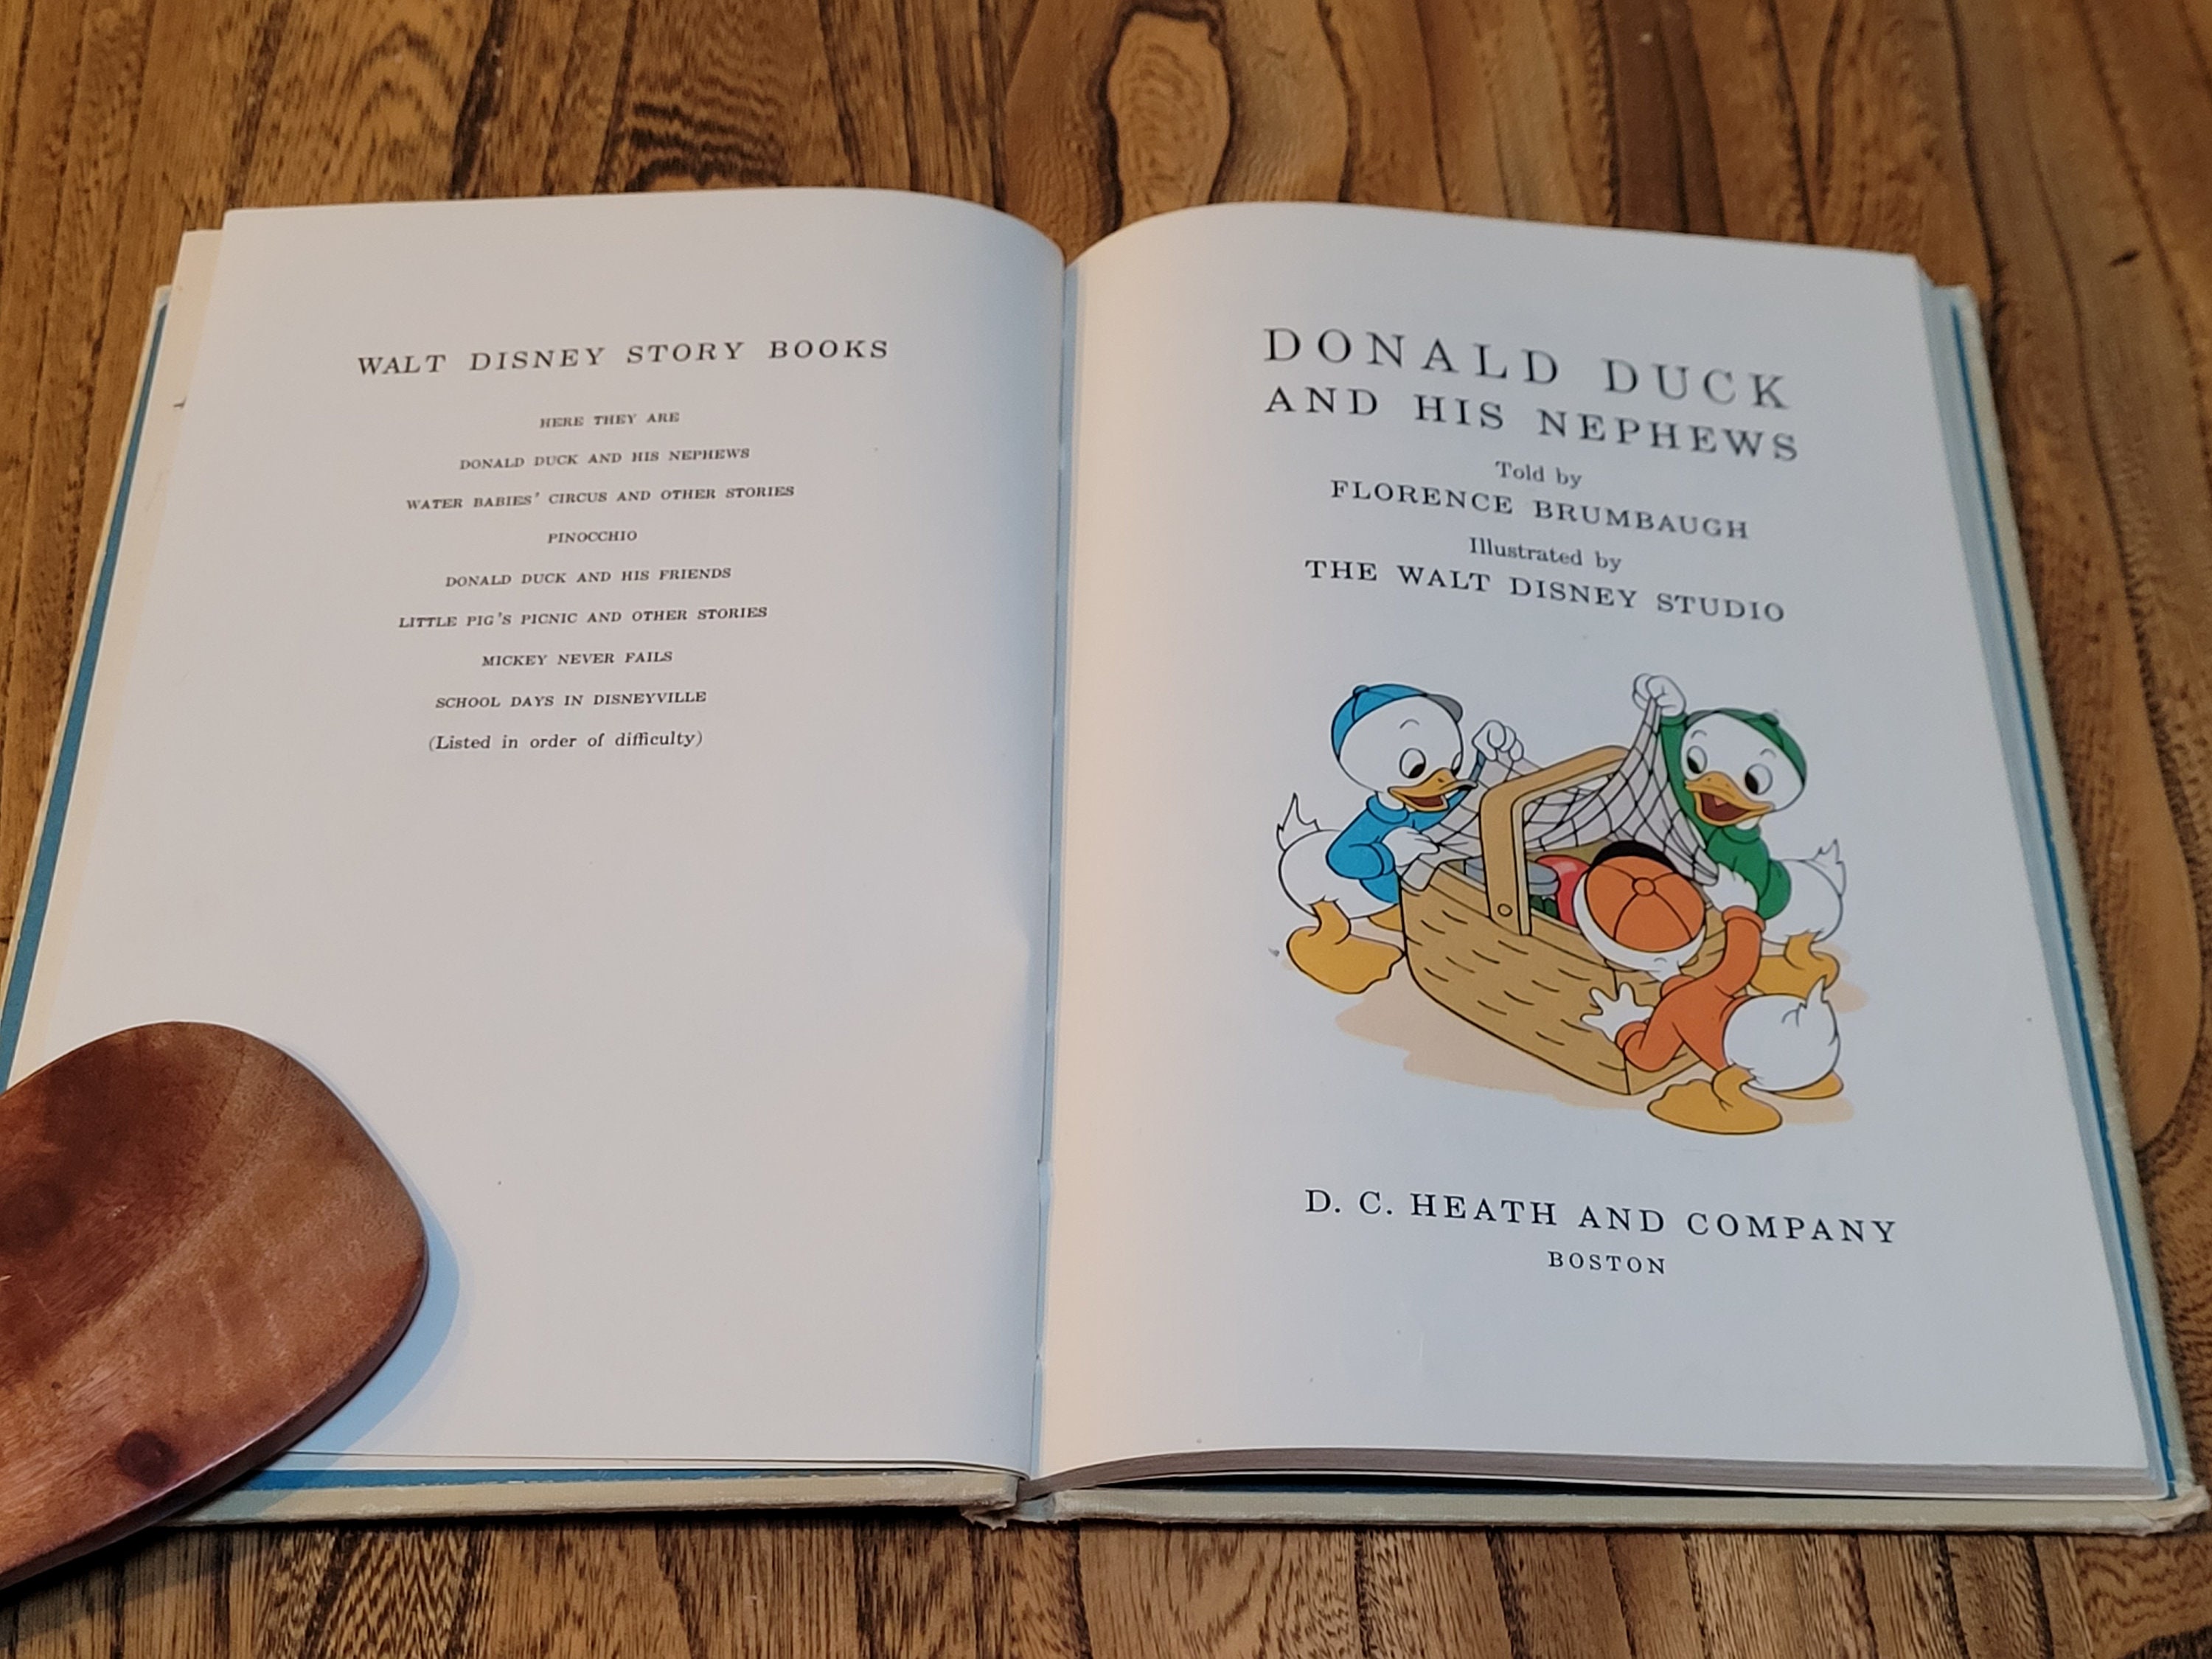 WALT DISNEY STORY BOOKS
HERE THEY ARE
DONALD DUCK AND HIS NEPHEWS
WATER BABIES' CIRCUS AND OTHER STORIES
PINOCCHIO
DONALD DUCK AND HIS FRIENDS
LITTLE PIG'S PICNIC AND OTHER STORIES
MICKEY NEVER FAILS
SCHOOL DAYS IN DISNEYVILLE
(Listed in order of difficulty)
DONALD DUCK
AND HIS NEPHEWS
Told by
FLORENCE BRUMBAUGH
Illustrated by
THE WALT DISNEY STUDIO
D. C. HEATH AND COMPANY
BOSTON